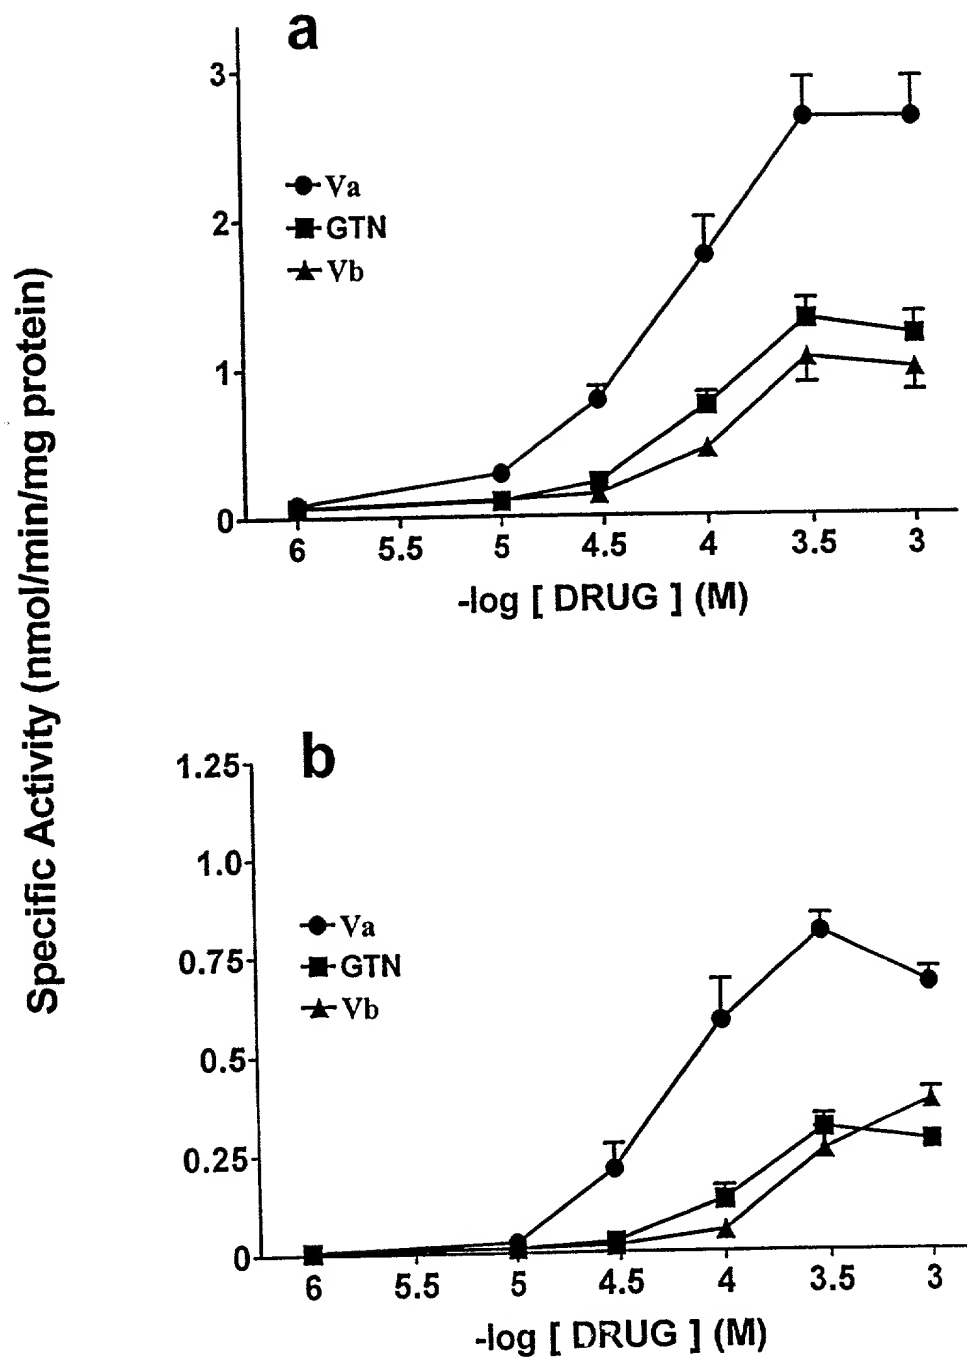 a
3
2
1
0
Va
GTN
Vb
6 5.5 5 4.5 4 3.5 3
-log [ DRUG ] (M)
Specific Activity (nmol/min/mg protein)
b
1.25
1.0
0.75
0.5
0.25
0
Va
GTN
Vb
6 5.5 5 4.5 4 3.5 3
-log [ DRUG ] (M)